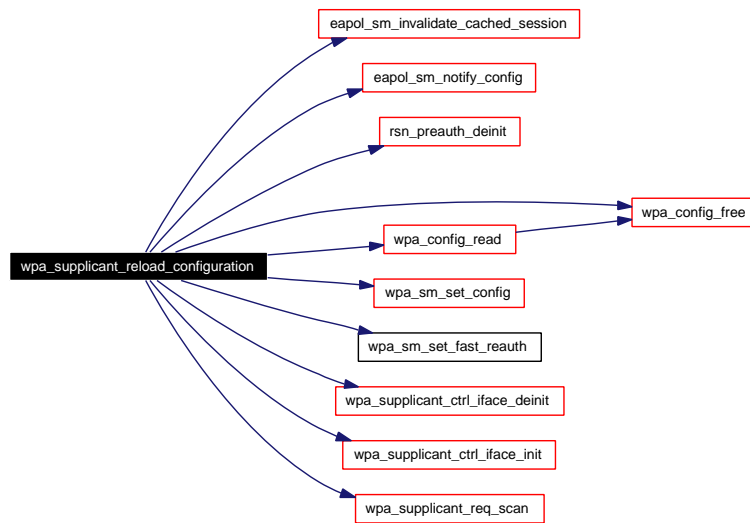 eapol_sm_invalidate_cached_session
eapol_sm_notify_config
rsn_preauth_deinit
wpa_config_free
wpa_config_read
wpa_supplicant_reload_configuration
wpa_sm_set_config
wpa_sm_set_fast_reauth
wpa_supplicant_ctrl_iface_deinit
wpa_supplicant_ctrl_iface_init
wpa_supplicant_req_scan